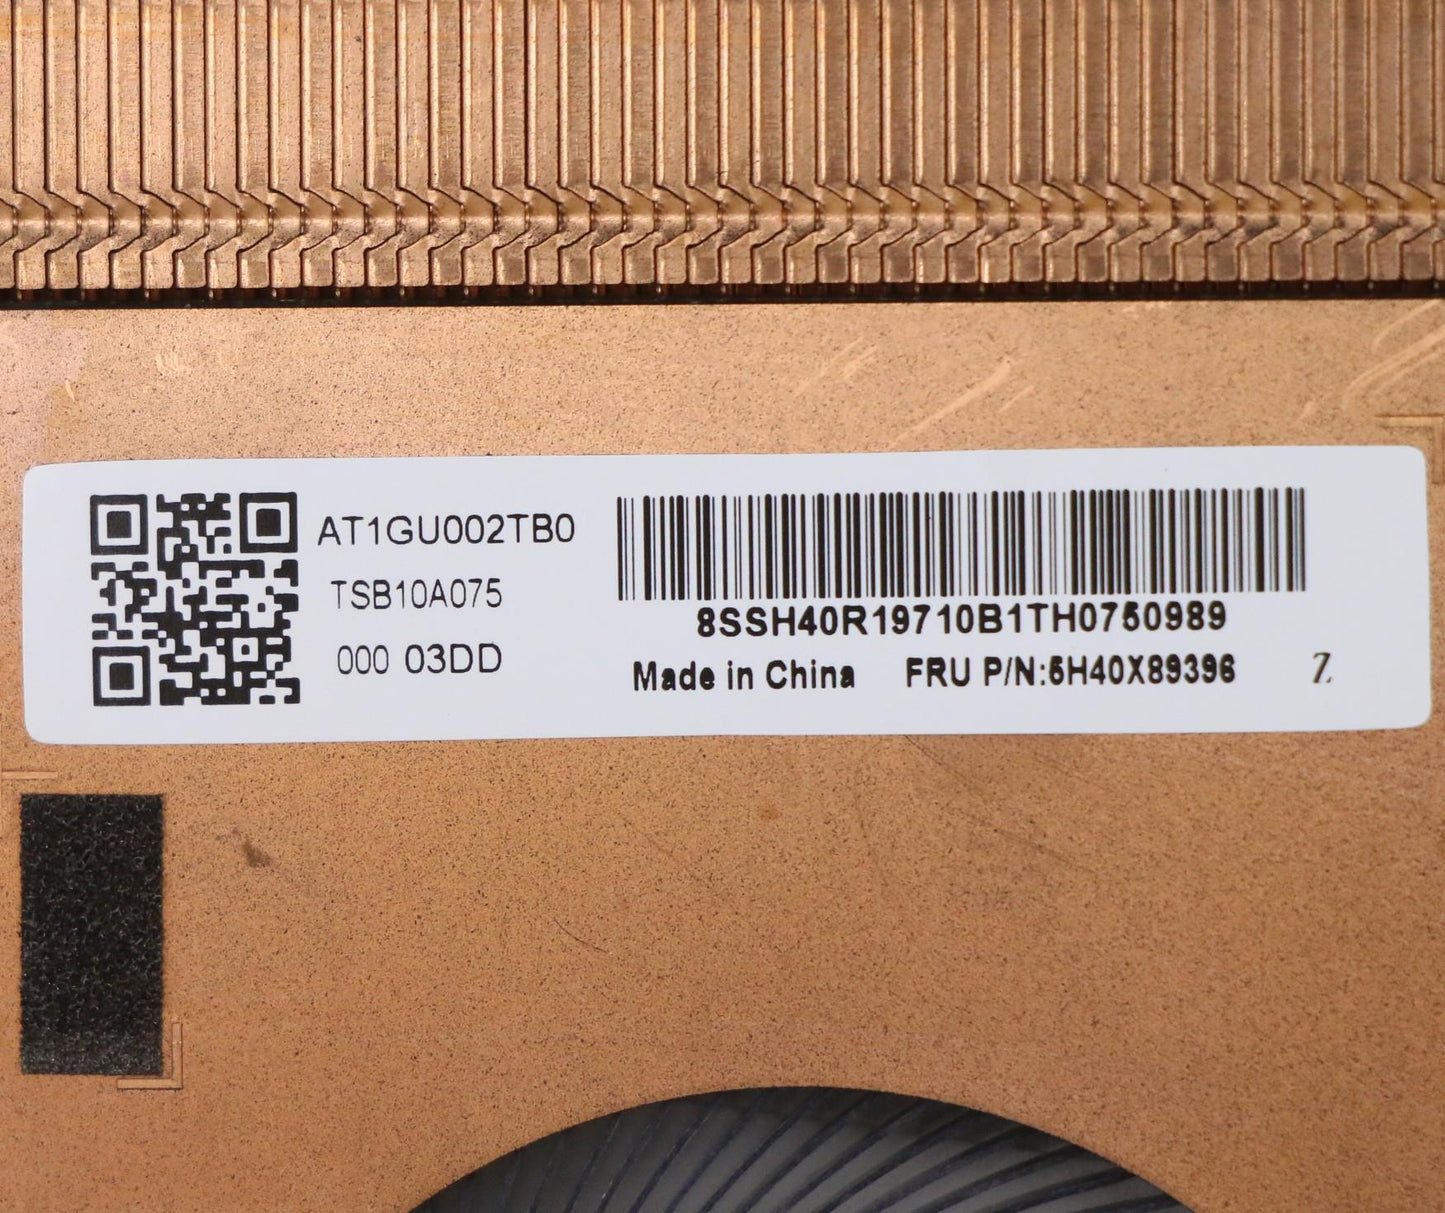 AT1GU002TB0
TSB10A075
000 03DD
8SSH40R19710B1TH0750989
Made in China FRU P/N:5H40X89396